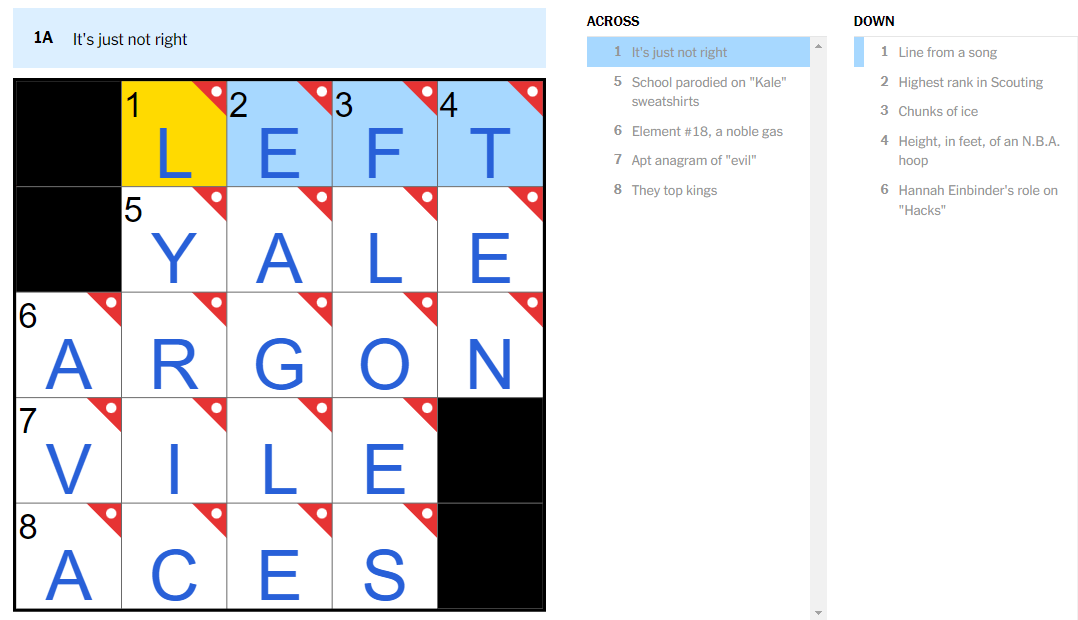 1A It's just not right
1 L 2 E 3 F 4 T
5 Y A L E
6 A R G O N
7 V I L E
8 A C E S
ACROSS
1 It's just not right
5 School parodied on "Kale"
sweatshirts
6 Element #18, a noble gas
7 Apt anagram of "evil"
8 They top kings
DOWN
1 Line from a song
2 Highest rank in Scouting
3 Chunks of ice
4 Height, in feet, of an N.B.A.
hoop
6 Hannah Einbinder's role on
"Hacks"